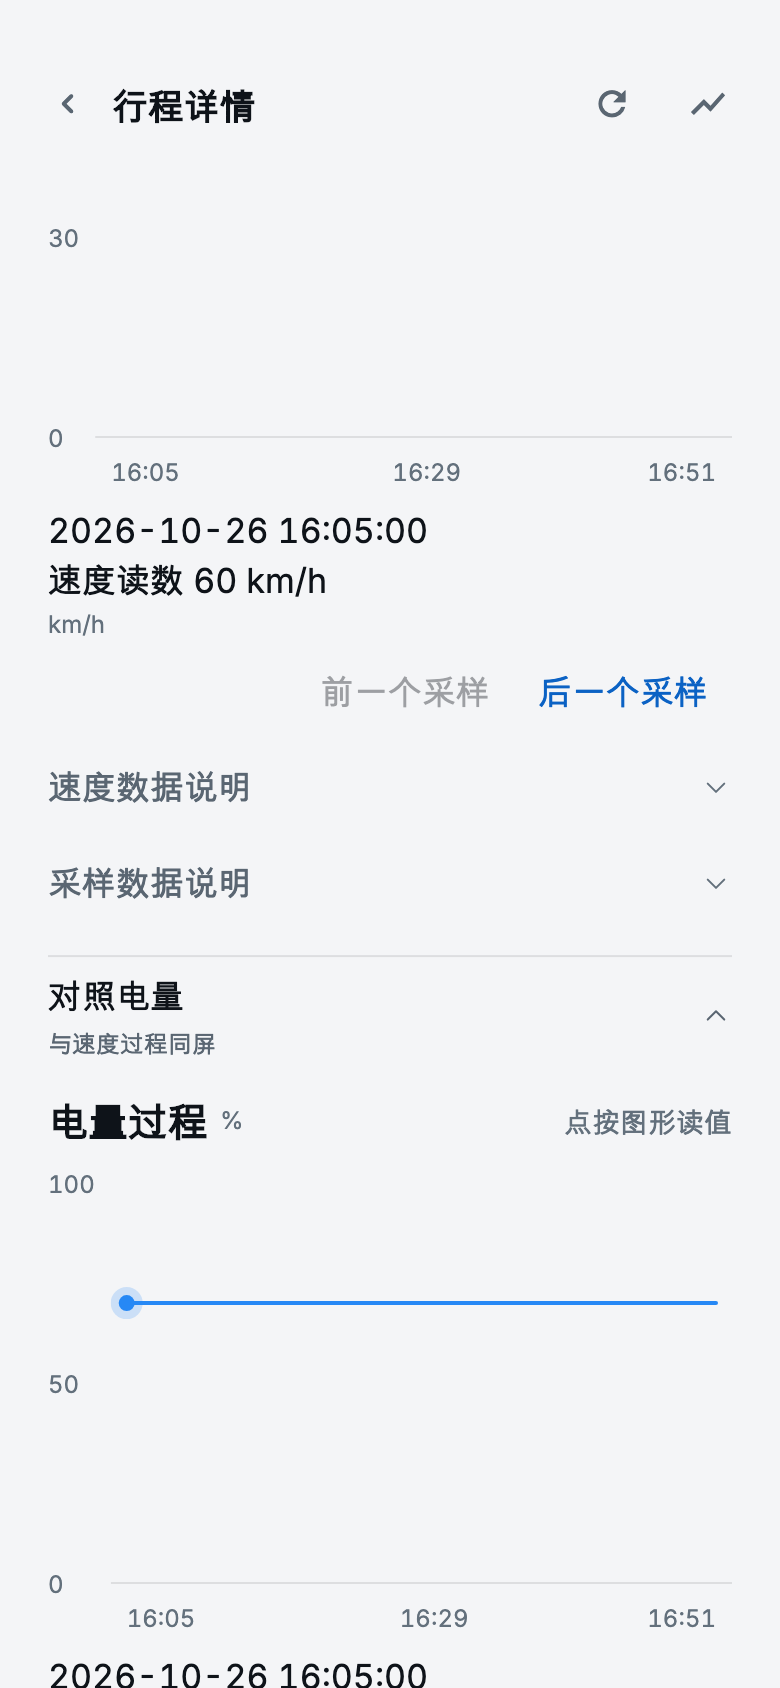 行程详情
30
0
16:05 16:29 16:51
2026-10-26 16:05:00
速度读数 60 km/h
km/h
前一个采样 后一个采样
速度数据说明
采样数据说明
对照电量
与速度过程同屏
电量过程 % 点按图形读值
100
50
0
16:05 16:29 16:51
2026-10-26 16:05:00